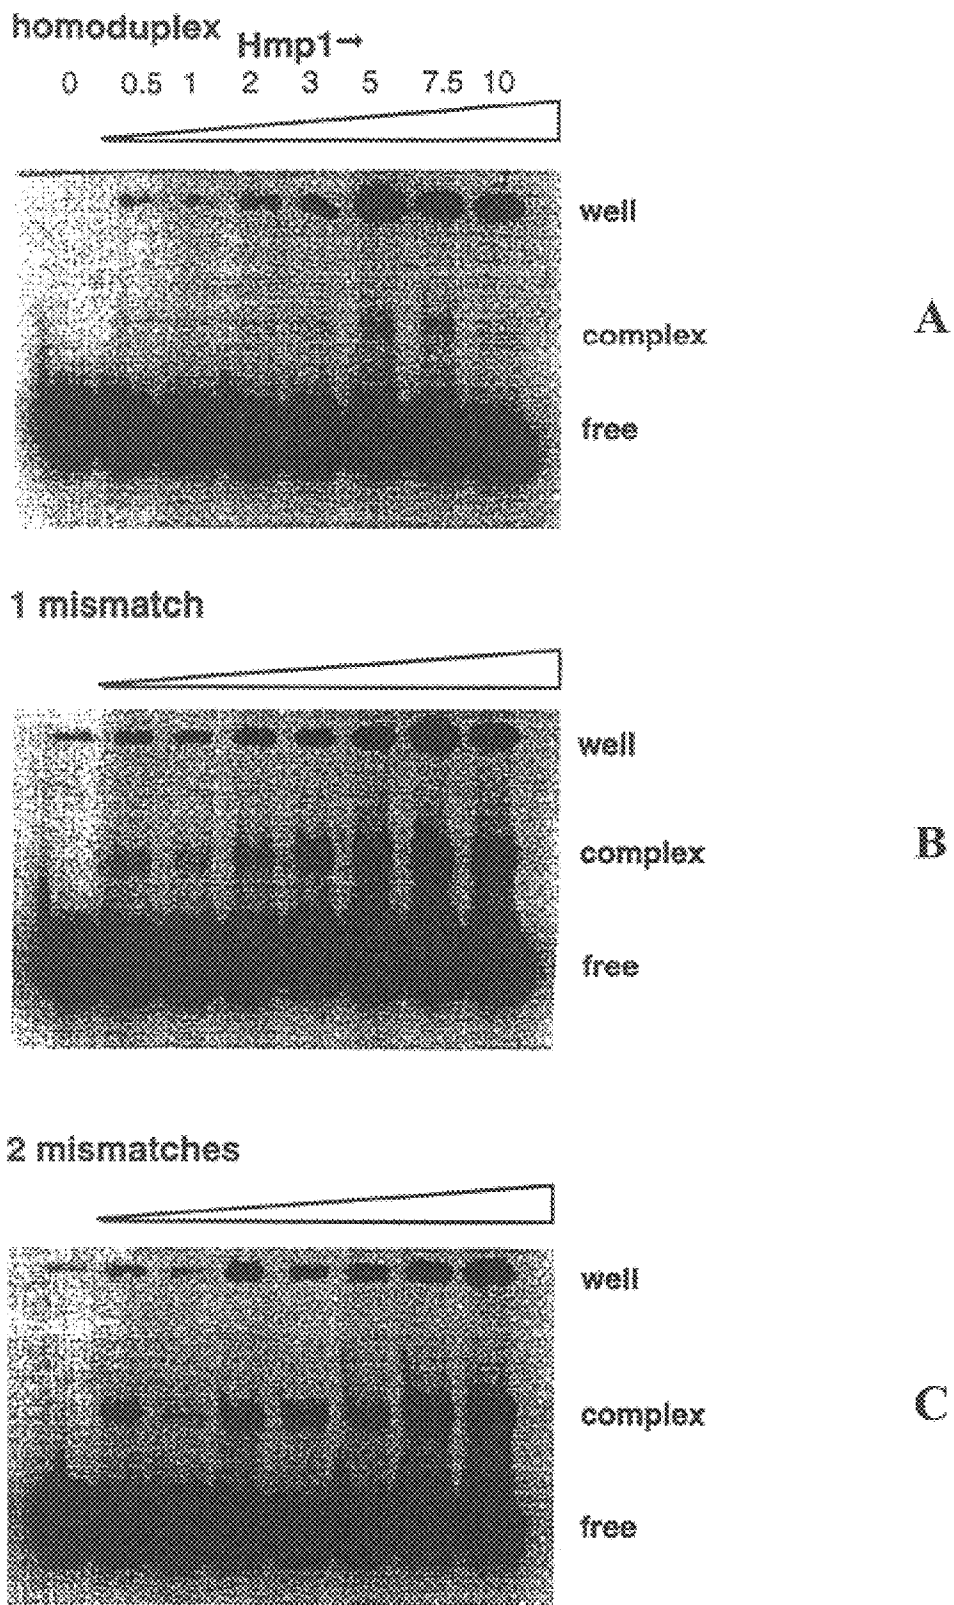 homoduplex Hmp1→
0 0.5 1 2 3 5 7.5 10
well
complex
A
free
1 mismatch
well
complex
B
free
2 mismatches
well
complex
C
free